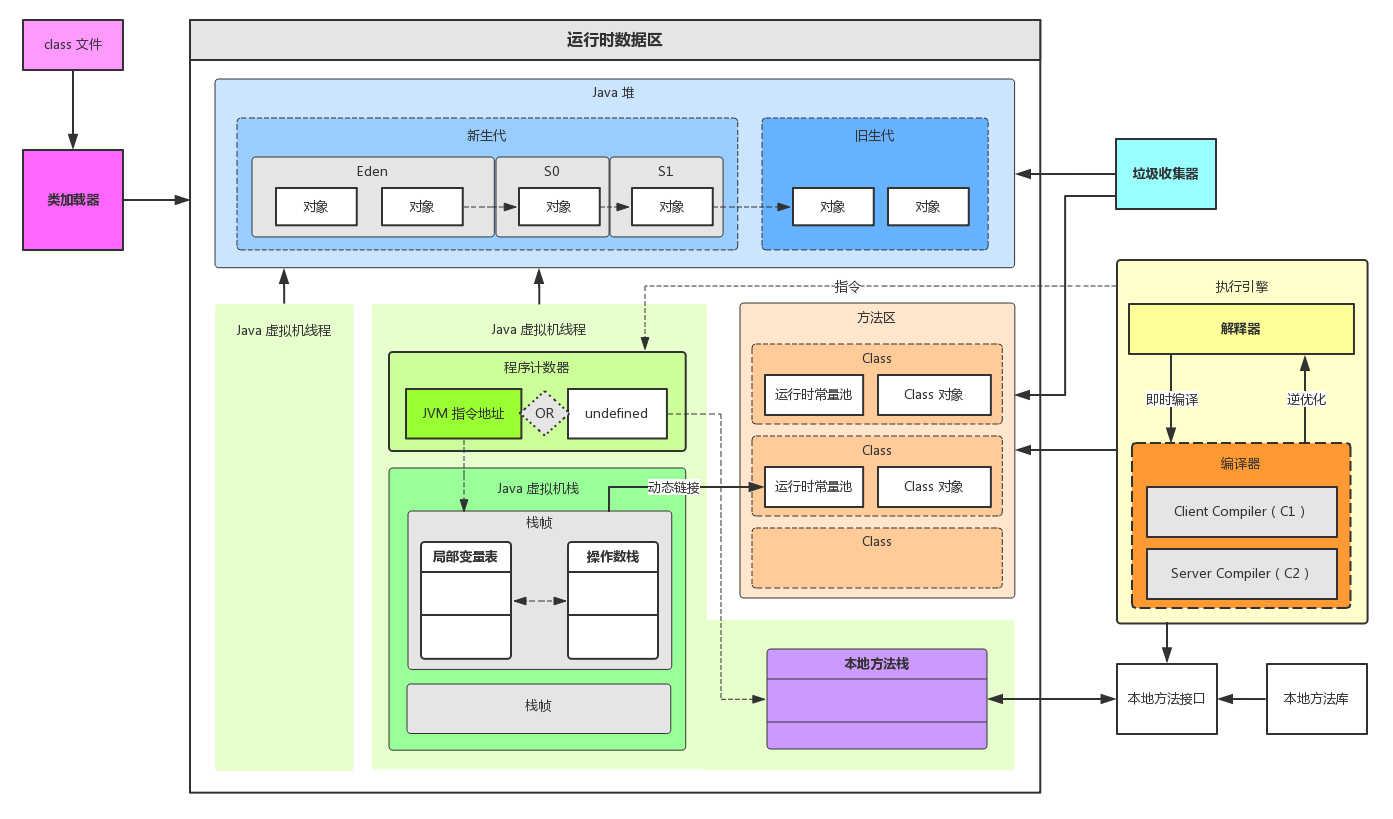 class 文件
运行时数据区
Java 堆
新生代
旧生代
Eden
S0
S1
对象
对象
对象
对象
对象
对象
类加载器
垃圾收集器
指令
执行引擎
解释器
即时编译
逆优化
编译器
Client Compiler ( C1 )
Server Compiler ( C2 )
Java 虚拟机线程
Java 虚拟机线程
程序计数器
JVM 指令地址
OR
undefined
Java 虚拟机栈
动态链接
栈帧
局部变量表
操作数栈
栈帧
方法区
Class
运行时常量池
Class 对象
Class
运行时常量池
Class 对象
Class
本地方法栈
本地方法接口
本地方法库